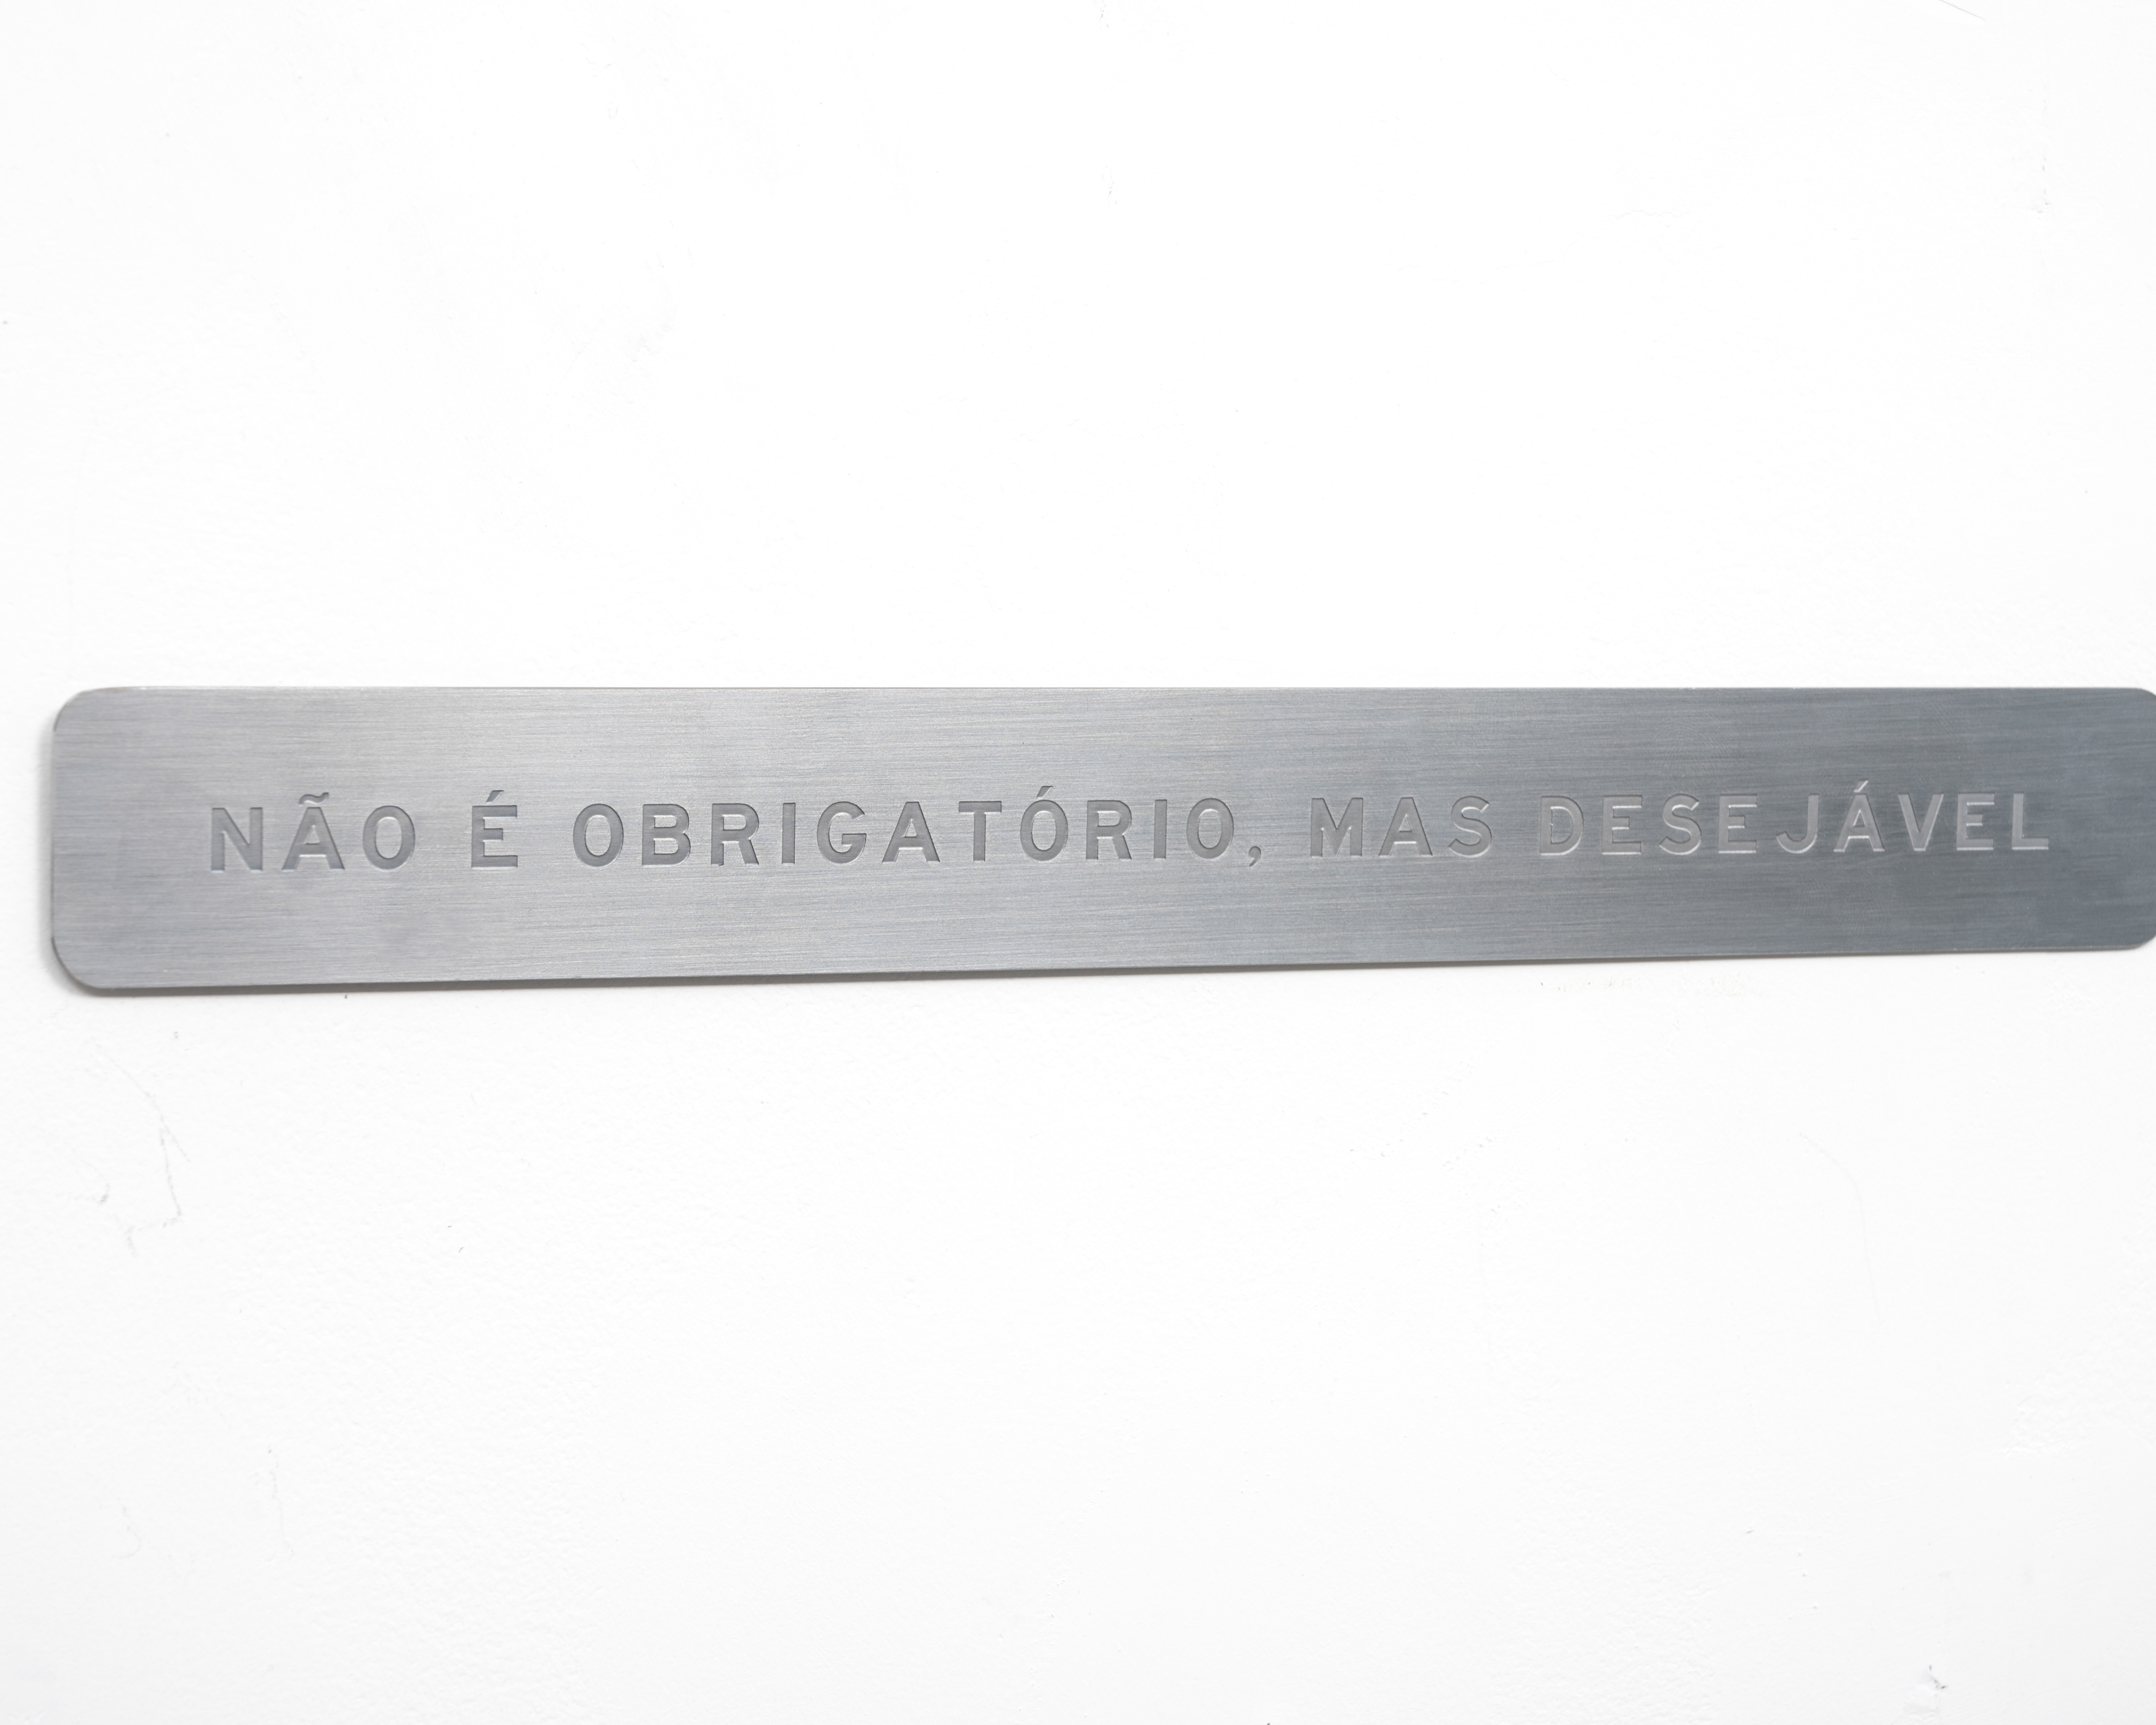 NÃO É OBRIGATÓRIO, MAS DESEJÁVEL